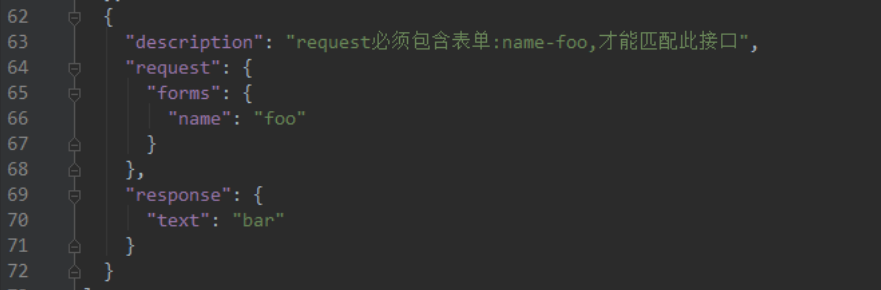 62 {
63 "description": "request必须包含表单:name-foo,才能匹配此接口",
64 "request": {
65 "forms": {
66 "name": "foo"
67 }
68 },
69 "response": {
70 "text": "bar"
71 }
72 }